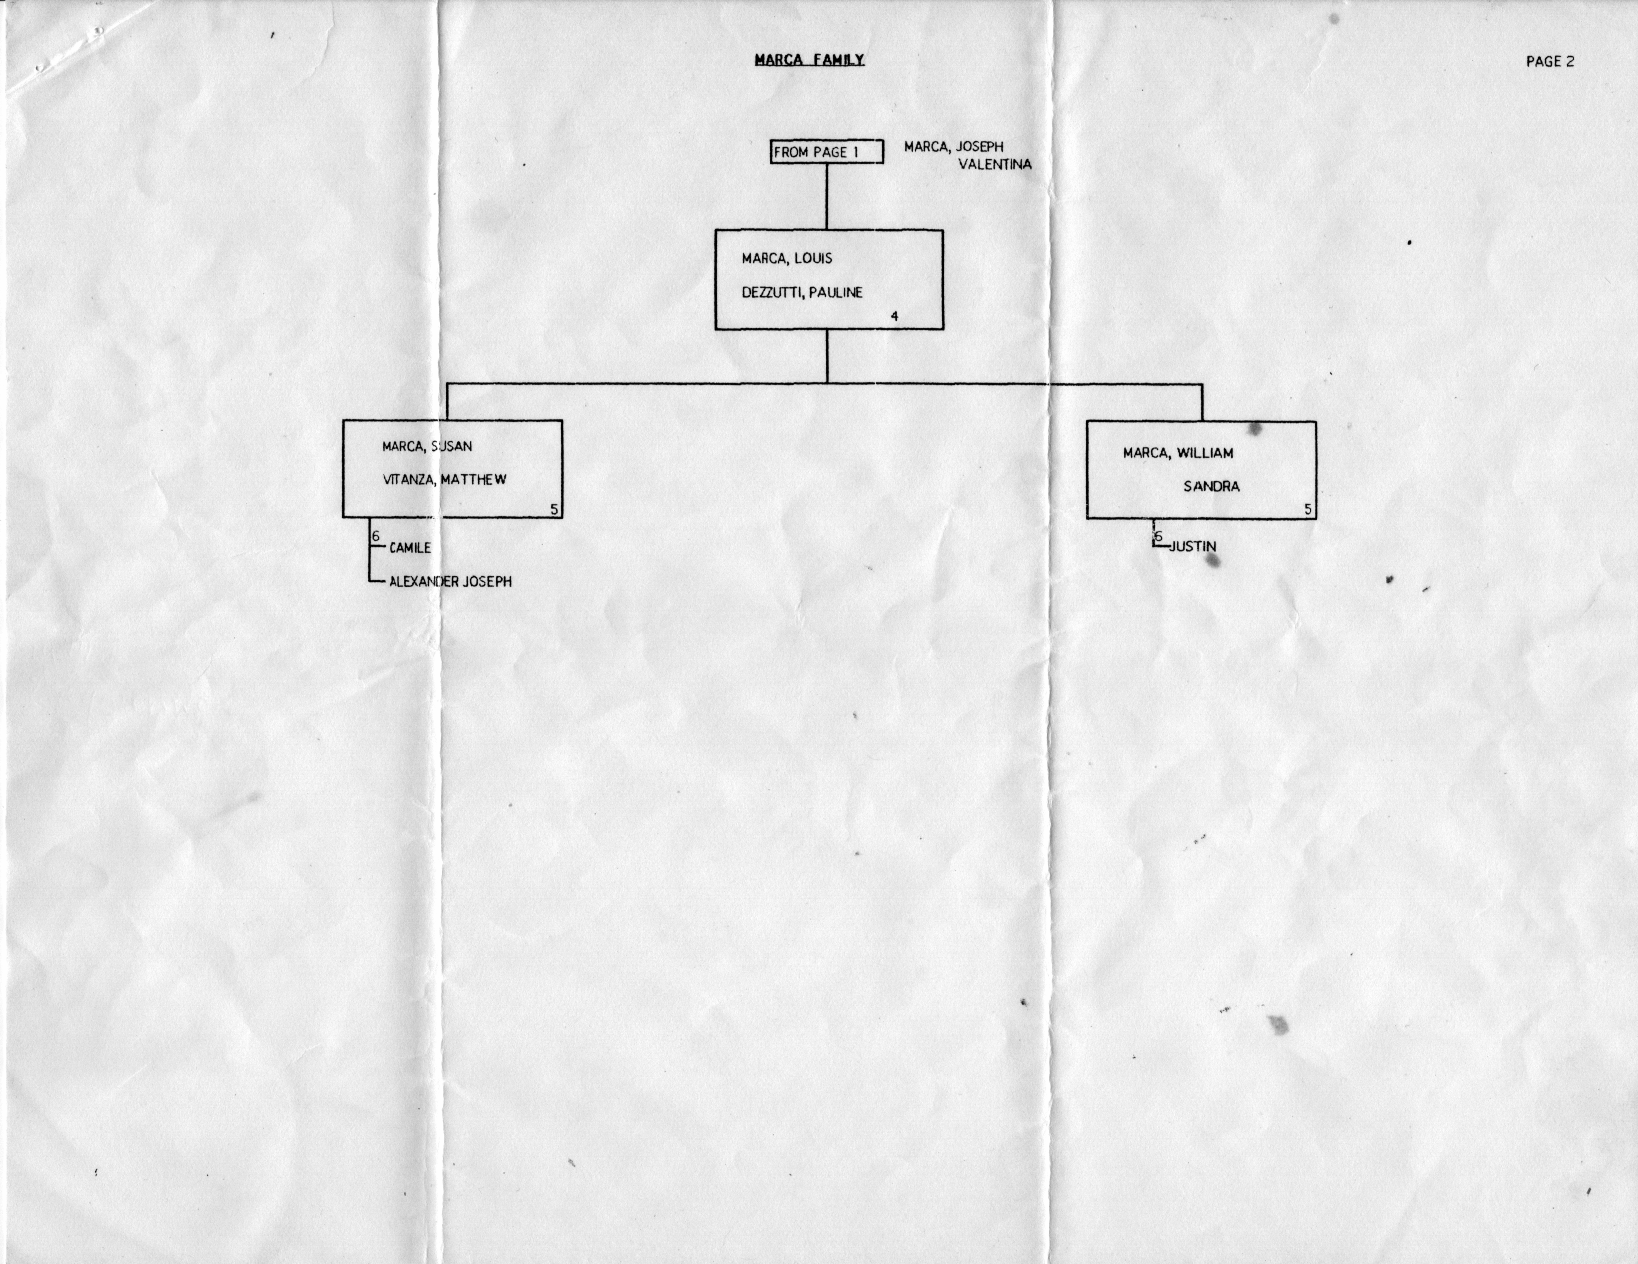 MARCA FAMILY
PAGE 2
FROM PAGE 1
MARCA, JOSEPH
VALENTINA
MARCA, LOUIS
DEZZUTTI, PAULINE
4
MARCA, SUSAN
VITANZA, MATTHEW
5
6
CAMILE
ALEXANDER JOSEPH
MARCA, WILLIAM
SANDRA
5
6
JUSTIN